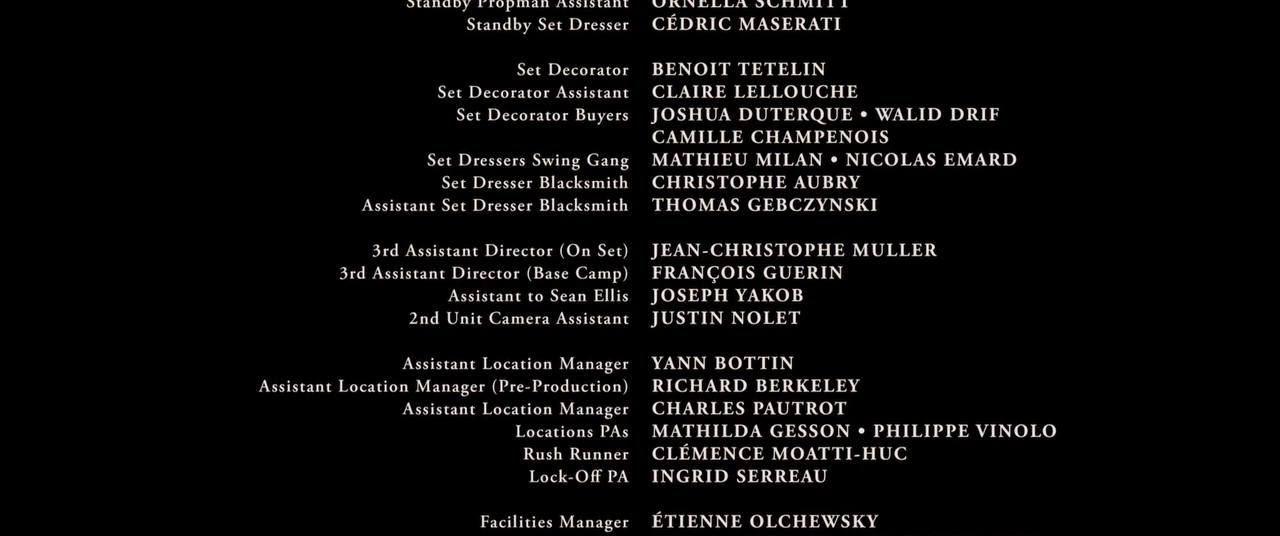 Standby Propman Assistant ORNELLA SCHMITT
Standby Set Dresser CÉDRIC MASERATI
Set Decorator BENOIT TETELIN
Set Decorator Assistant CLAIRE LELLOUCHE
Set Decorator Buyers JOSHUA DUTERQUE • WALID DRIF
CAMILLE CHAMPENOIS
Set Dressers Swing Gang MATHIEU MILAN • NICOLAS EMARD
Set Dresser Blacksmith CHRISTOPHE AUBRY
Assistant Set Dresser Blacksmith THOMAS GEBCZYNSKI
3rd Assistant Director (On Set) JEAN-CHRISTOPHE MULLER
3rd Assistant Director (Base Camp) FRANÇOIS GUERIN
Assistant to Sean Ellis JOSEPH YAKOB
2nd Unit Camera Assistant JUSTIN NOLET
Assistant Location Manager YANN BOTTIN
Assistant Location Manager (Pre-Production) RICHARD BERKELEY
Assistant Location Manager CHARLES PAUTROT
Locations PAs MATHILDA GESSON • PHILIPPE VINOLO
Rush Runner CLÉMENCE MOATTI-HUC
Lock-Off PA INGRID SERREAU
Facilities Manager ÉTIENNE OLCHEWSKY